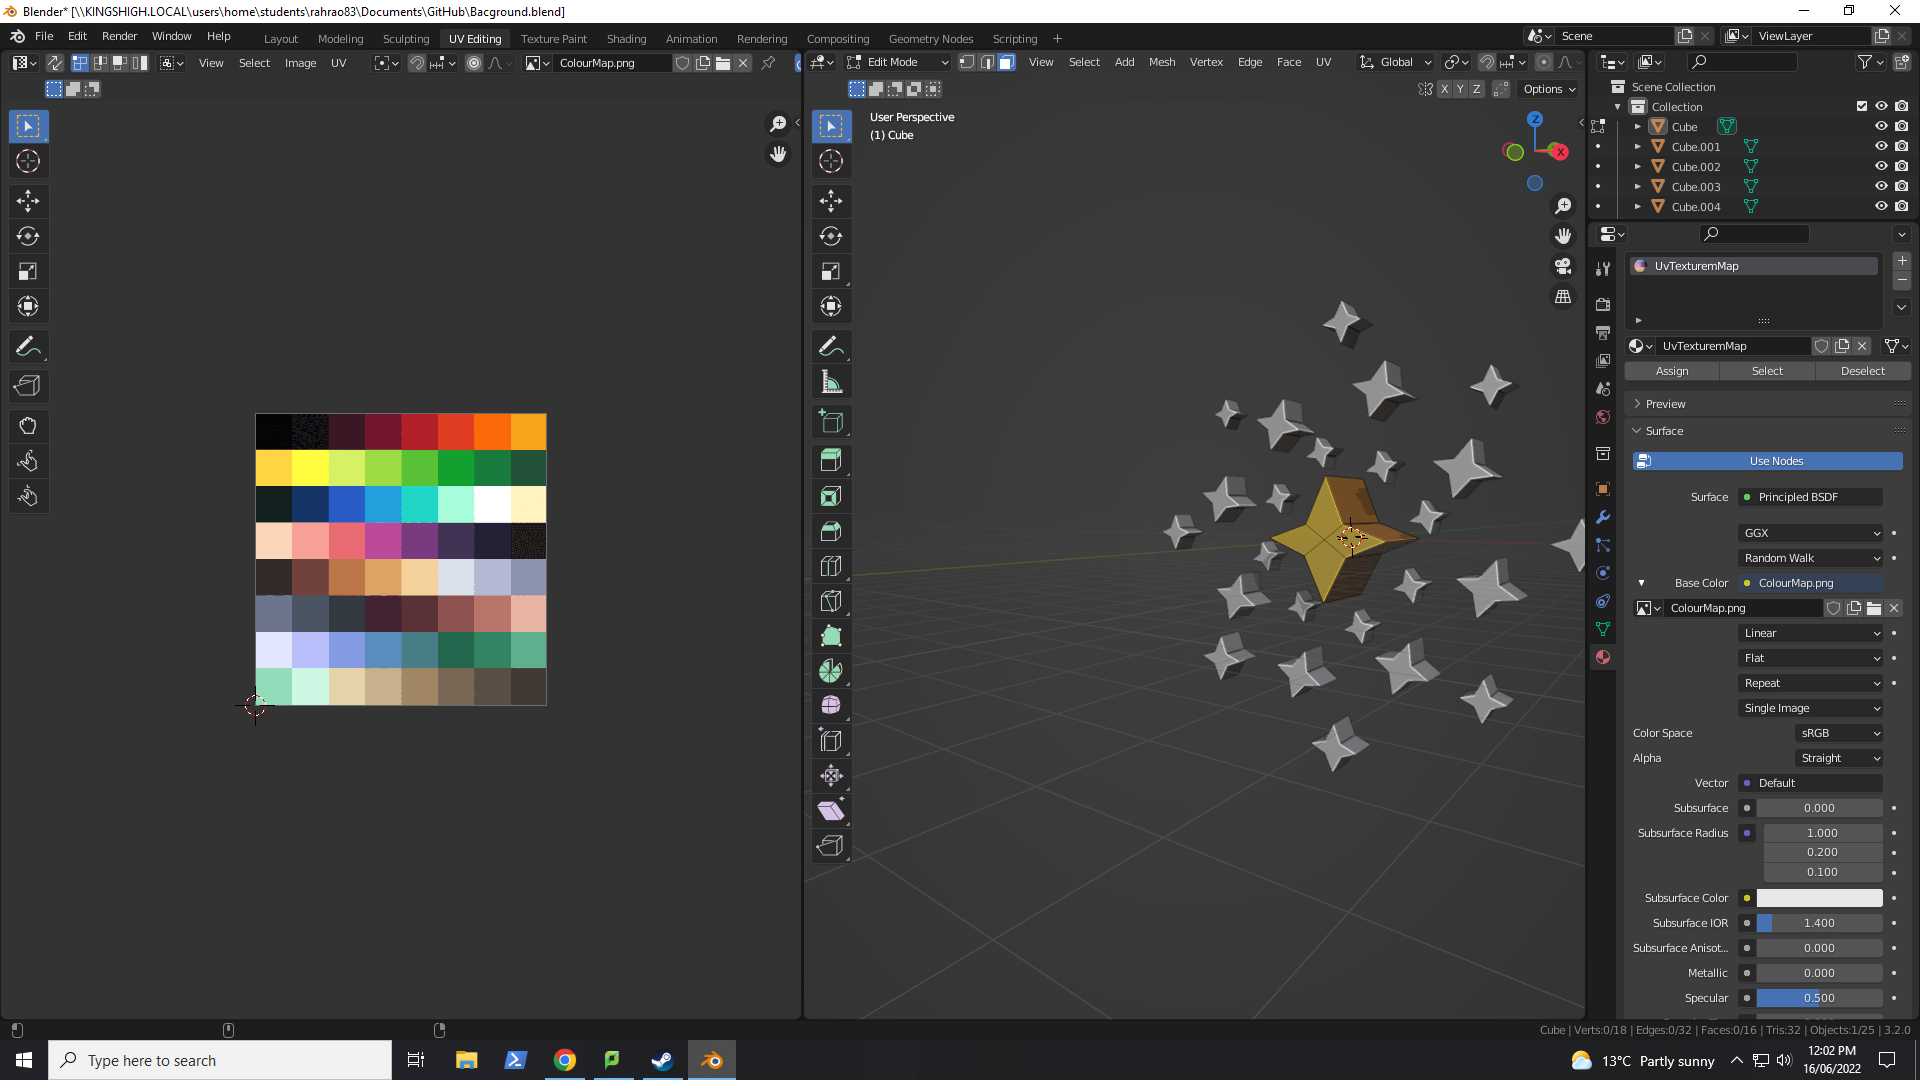 Blender* [\\KINGSHIGH.LOCAL\users\home\students\rahrao83\Documents\GitHub\Bacground.blend]
File Edit Render Window Help Layout Modeling Sculpting UV Editing Texture Paint Shading Animation Rendering Compositing Geometry Nodes Scripting + Scene ViewLayer
View Select Image UV ColourMap.png Edit Mode View Select Add Mesh Vertex Edge Face UV Global
X Y Z Options
User Perspective
(1) Cube
Z
X
Scene Collection
Collection
Cube
Cube.001
Cube.002
Cube.003
Cube.004
UvTexturemMap
UvTexturemMap
Assign Select Deselect
Preview
Surface
Use Nodes
Surface Principled BSDF
GGX
Random Walk
Base Color ColourMap.png
ColourMap.png
Linear
Flat
Repeat
Single Image
Color Space sRGB
Alpha Straight
Vector Default
Subsurface 0.000
Subsurface Radius 1.000
0.200
0.100
Subsurface Color
Subsurface IOR 1.400
Subsurface Anisot... 0.000
Metallic 0.000
Specular 0.500
Cube | Verts:0/18 | Edges:0/32 | Faces:0/16 | Tris:32 | Objects:1/25 | 3.2.0
Type here to search
13°C Partly sunny
12:02 PM
16/06/2022